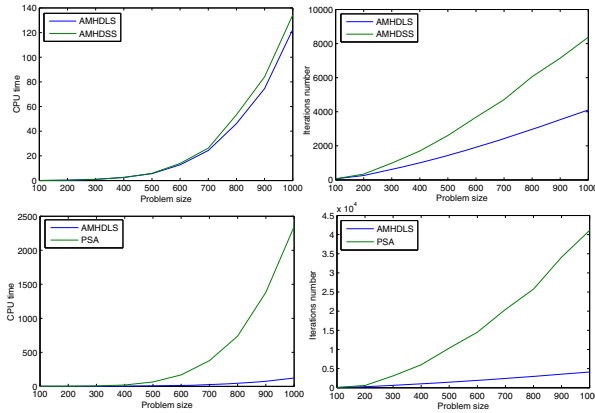 AMHDLS
AMHDSS
CPU time
140
120
100
80
60
40
20
0
100 200 300 400 500 600 700 800 900 1000
Problem size
AMHDLS
AMHDSS
Iterions number
10000
8000
6000
4000
2000
0
100 200 300 400 500 600 700 800 900 1000
Problem size
AMHDLS
PSA
CPU time
2500
2000
1500
1000
500
0
100 200 300 400 500 600 700 800 900 1000
Problem size
x 10^4
AMHDLS
PSA
Iterations number
4.5
4
3.5
3
2.5
2
1.5
1
0.5
0
100 200 300 400 500 600 700 800 900 1000
Problem size